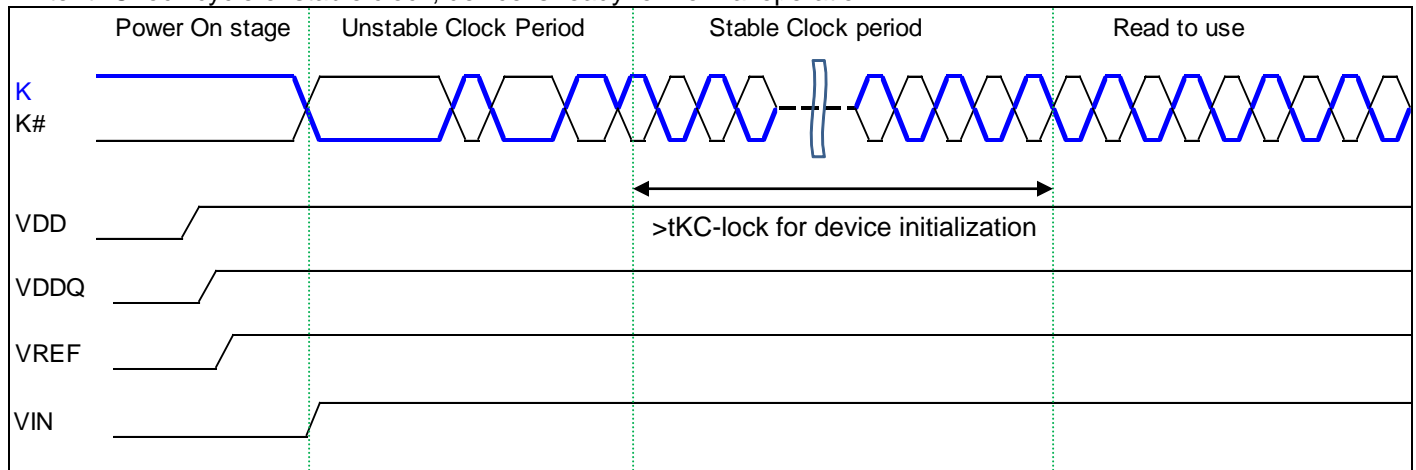 Power On stage Unstable Clock Period Stable Clock period Read to use
K
K#
VDD
>tKC-lock for device initialization
VDDQ
VREF
VIN